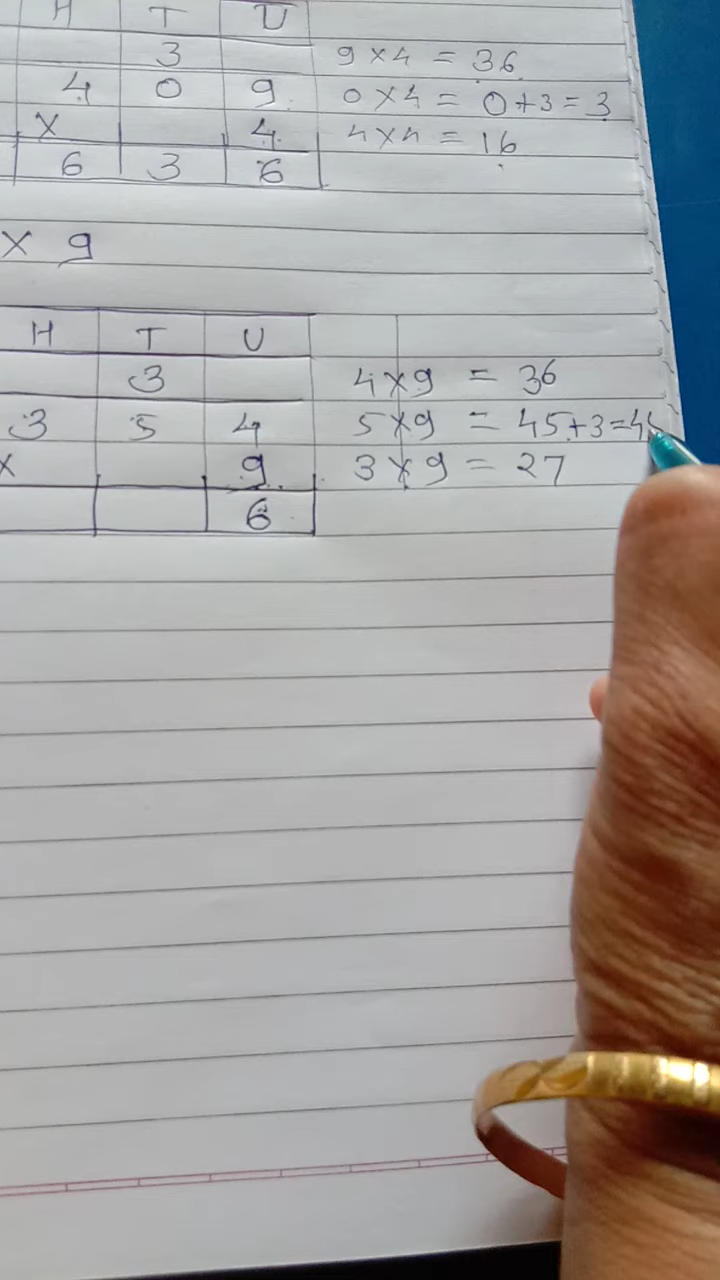 H T U
3 9 × 4 = 36
4 0 9 0 × 4 = 0 + 3 = 3
× 4 4 × 4 = 16
6 3 6
× 9
H T U
3 4 × 9 = 36
3 5 4 5 × 9 = 45 + 3 = 4
× 9 3 × 9 = 27
6